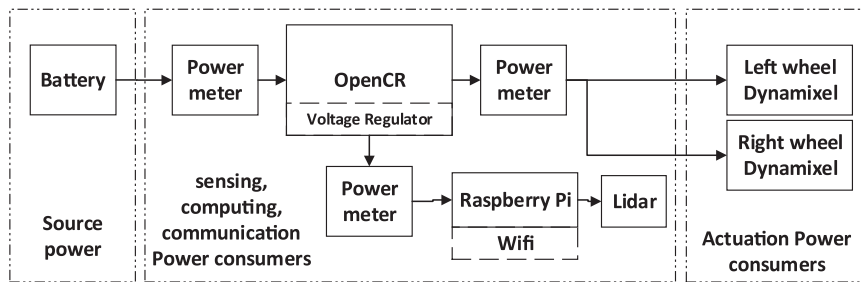 Battery
Power
meter
OpenCR
Voltage Regulator
Power
meter
Left wheel
Dynamixel
Right wheel
Dynamixel
Power
meter
Raspberry Pi
Wifi
Lidar
Source
power
sensing,
computing,
communication
Power consumers
Actuation Power
consumers